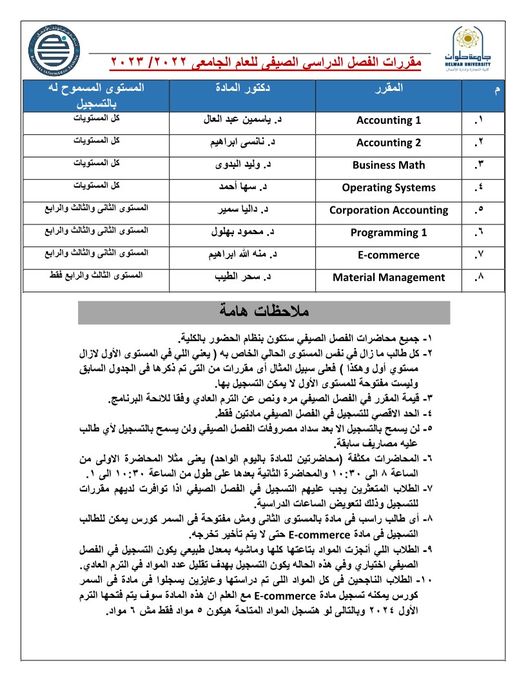 جامعة حلوان
HELWAN UNIVERSITY
مقررات الفصل الدراسي الصيفي للعام الجامعى ٢٠٢٢/ ٢٠٢٣
م المقرر دكتور المادة المستوى المسموح له بالتسجيل
١. Accounting 1 د. ياسمين عبد العال كل المستويات
٢. Accounting 2 د. نانسى ابراهيم كل المستويات
٣. Business Math د. وليد البدوى كل المستويات
٤. Operating Systems د. سها أحمد كل المستويات
٥. Corporation Accounting د. داليا سمير المستوى الثانى والثالث والرابع
٦. Programming 1 د. محمود بهلول المستوى الثانى والثالث والرابع
٧. E-commerce د. منه الله ابراهيم المستوى الثانى والثالث والرابع
٨. Material Management د. سحر الطيب المستوى الثالث والرابع فقط
ملاحظات هامة
١- جميع محاضرات الفصل الصيفي ستكون بنظام الحضور بالكلية.
٢- كل طالب ما زال في نفس المستوى الحالي الخاص به ( يعني اللي في المستوى الأول لازال
مستوي أول وهكذا ) فعلى سبيل المثال أى مقررات من التى تم ذكرها فى الجدول السابق
وليست مفتوحة للمستوى الأول لا يمكن التسجيل بها.
٣- قيمة المقرر في الفصل الصيفي مره ونص عن الترم العادي وفقا للائحة البرنامج.
٤- الحد الاقصي للتسجيل في الفصل الصيفي مادتين فقط.
٥- لن يسمح بالتسجيل الا بعد سداد مصروفات الفصل الصيفي ولن يسمح بالتسجيل لأي طالب
عليه مصاريف سابقة.
٦- المحاضرات مكثفة (محاضرتين للمادة باليوم الواحد) يعنى مثلا المحاضرة الاولى من
الساعة ٨ الى ١٠:٣٠ والمحاضرة الثانية بعدها على طول من الساعة ١٠:٣٠ الى ١.
٧- الطلاب المتعثرين يجب عليهم التسجيل في الفصل الصيفي اذا توافرت لديهم مقررات
للتسجيل وذلك لتعويض الساعات الدراسية.
٨- أى طالب راسب فى مادة بالمستوى الثانى ومش مفتوحة فى السمر كورس يمكن للطالب
التسجيل فى مادة E-commerce حتى لا يتم تأخير تخرجه.
٩- الطلاب اللي أنجزت المواد بتاعتها كلها وماشيه بمعدل طبيعي يكون التسجيل في الفصل
الصيفي اختياري وفي هذه الحاله يكون التسجيل بهدف تقليل عدد المواد في الترم العادي.
١٠- الطلاب الناجحين فى كل المواد اللى تم دراستها وعايزين يسجلوا فى مادة فى السمر
كورس يمكنه تسجيل مادة E-commerce مع العلم ان هذه المادة سوف يتم فتحها الترم
الأول ٢٠٢٤ وبالتالى لو هتسجل المواد المتاحة هيكون ٥ مواد فقط مش ٦ مواد.